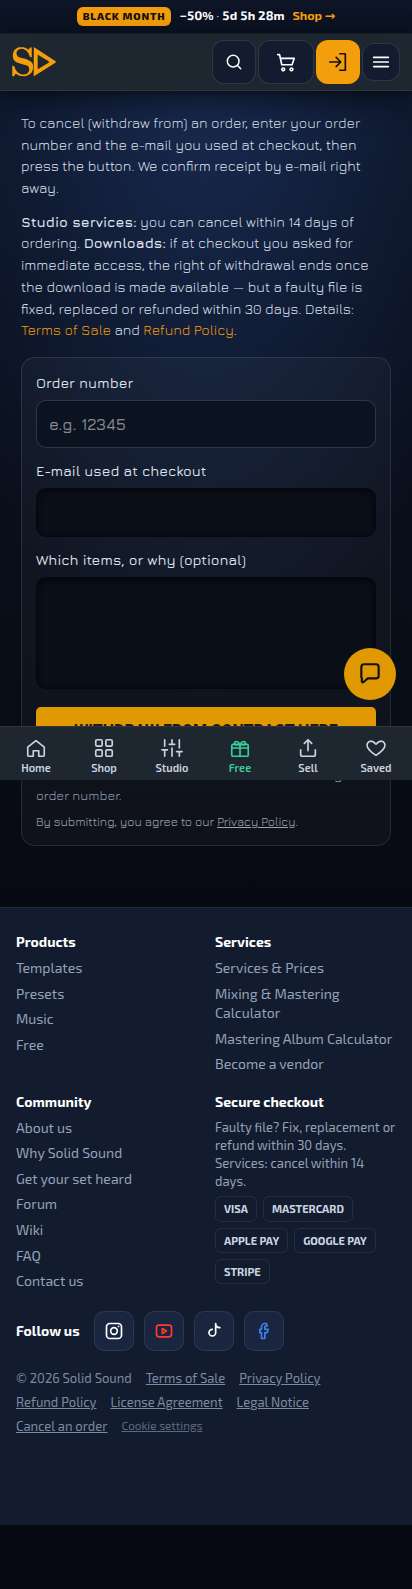 BLACK MONTH −50% · 5d 5h 28m Shop →
SD
To cancel (withdraw from) an order, enter your order
number and the e-mail you used at checkout, then
press the button. We confirm receipt by e-mail right
away.
Studio services: you can cancel within 14 days of
ordering. Downloads: if at checkout you asked for
immediate access, the right of withdrawal ends once
the download is made available — but a faulty file is
fixed, replaced or refunded within 30 days. Details:
Terms of Sale and Refund Policy.
Order number
e.g. 12345
E-mail used at checkout
Which items, or why (optional)
WITHDRAW FROM CONTRACT HERE
Home Shop Studio Free Sell Saved
order number.
By submitting, you agree to our Privacy Policy.
Products
Templates
Presets
Music
Free
Services
Services & Prices
Mixing & Mastering
Calculator
Mastering Album Calculator
Become a vendor
Community
About us
Why Solid Sound
Get your set heard
Forum
Wiki
FAQ
Contact us
Secure checkout
Faulty file? Fix, replacement or
refund within 30 days.
Services: cancel within 14
days.
VISA MASTERCARD
APPLE PAY GOOGLE PAY
STRIPE
Follow us
© 2026 Solid Sound Terms of Sale Privacy Policy
Refund Policy License Agreement Legal Notice
Cancel an order Cookie settings